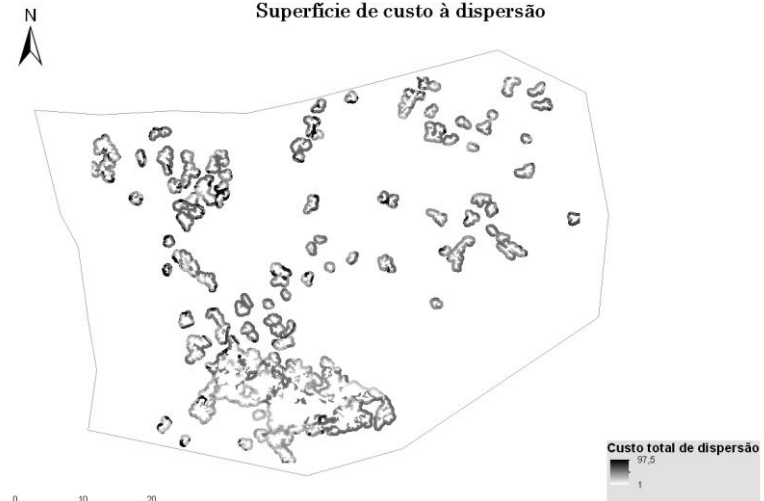 Superfície de custo à dispersão
N
Custo total de dispersão
97,5
1
0 10 20